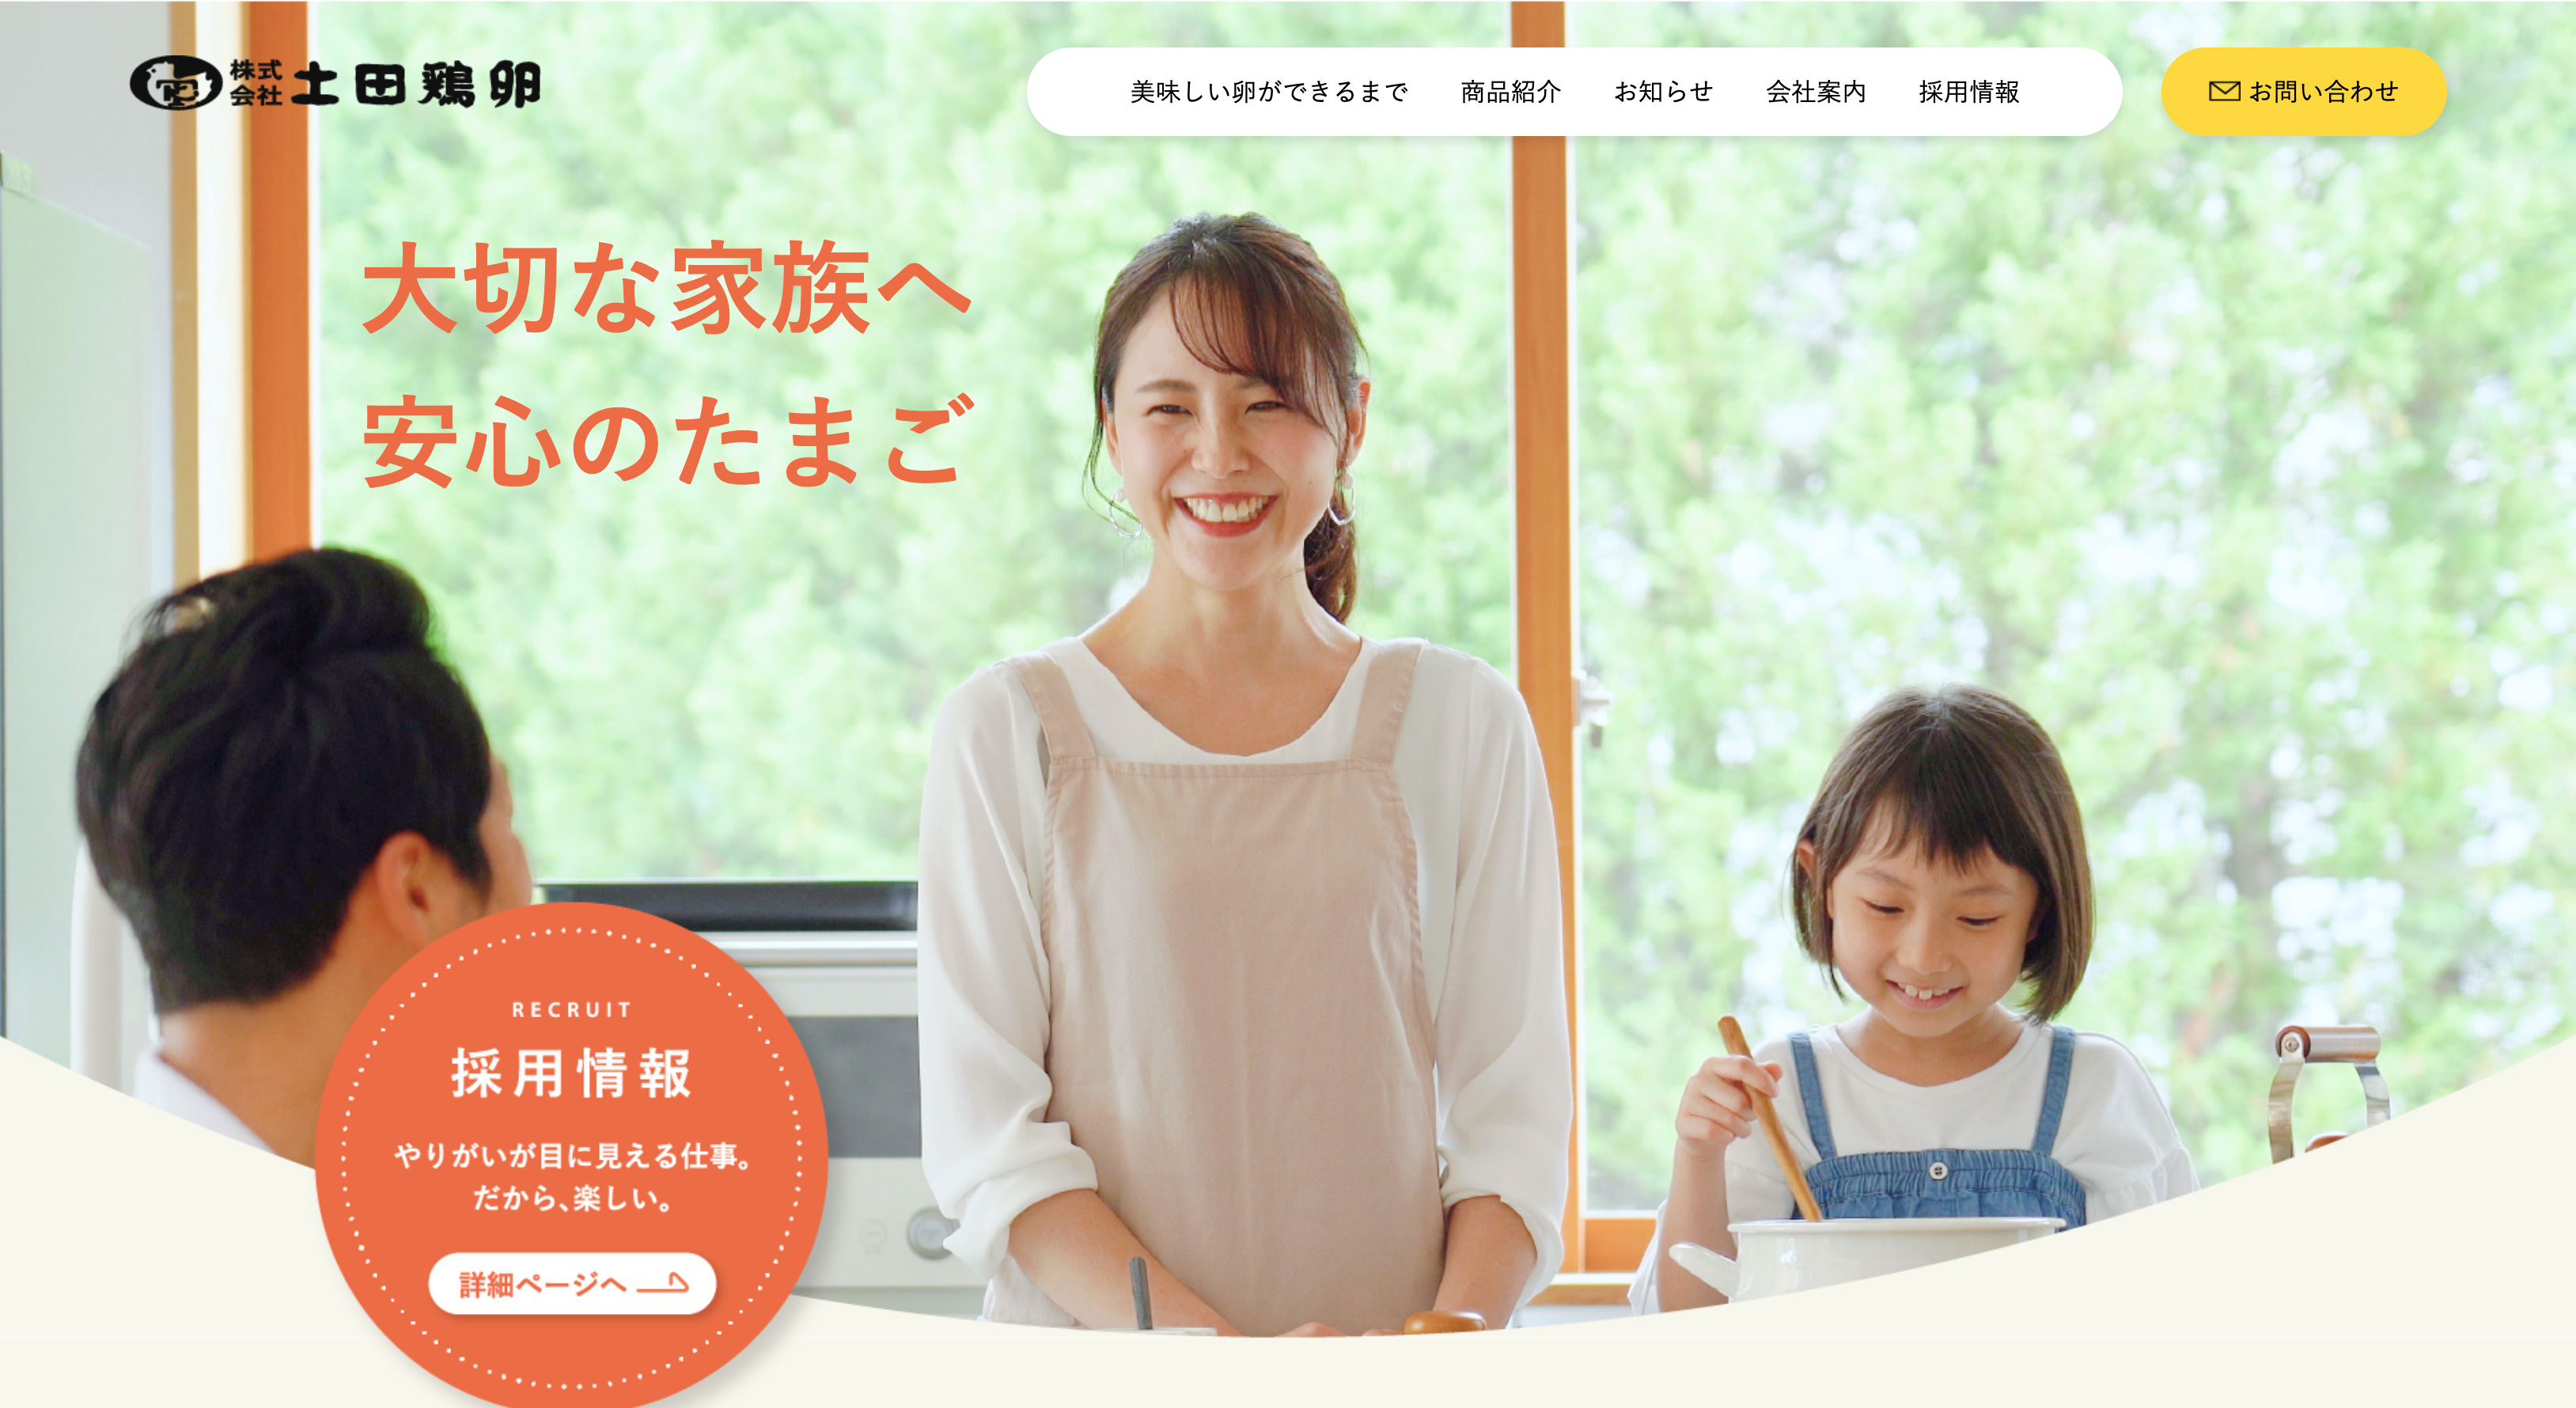 株式会社 土田鶏卵
美味しい卵ができるまで 商品紹介 お知らせ 会社案内 採用情報
お問い合わせ
大切な家族へ
安心のたまご
RECRUIT
採用情報
やりがいが目に見える仕事。
だから、楽しい。
詳細ページへ